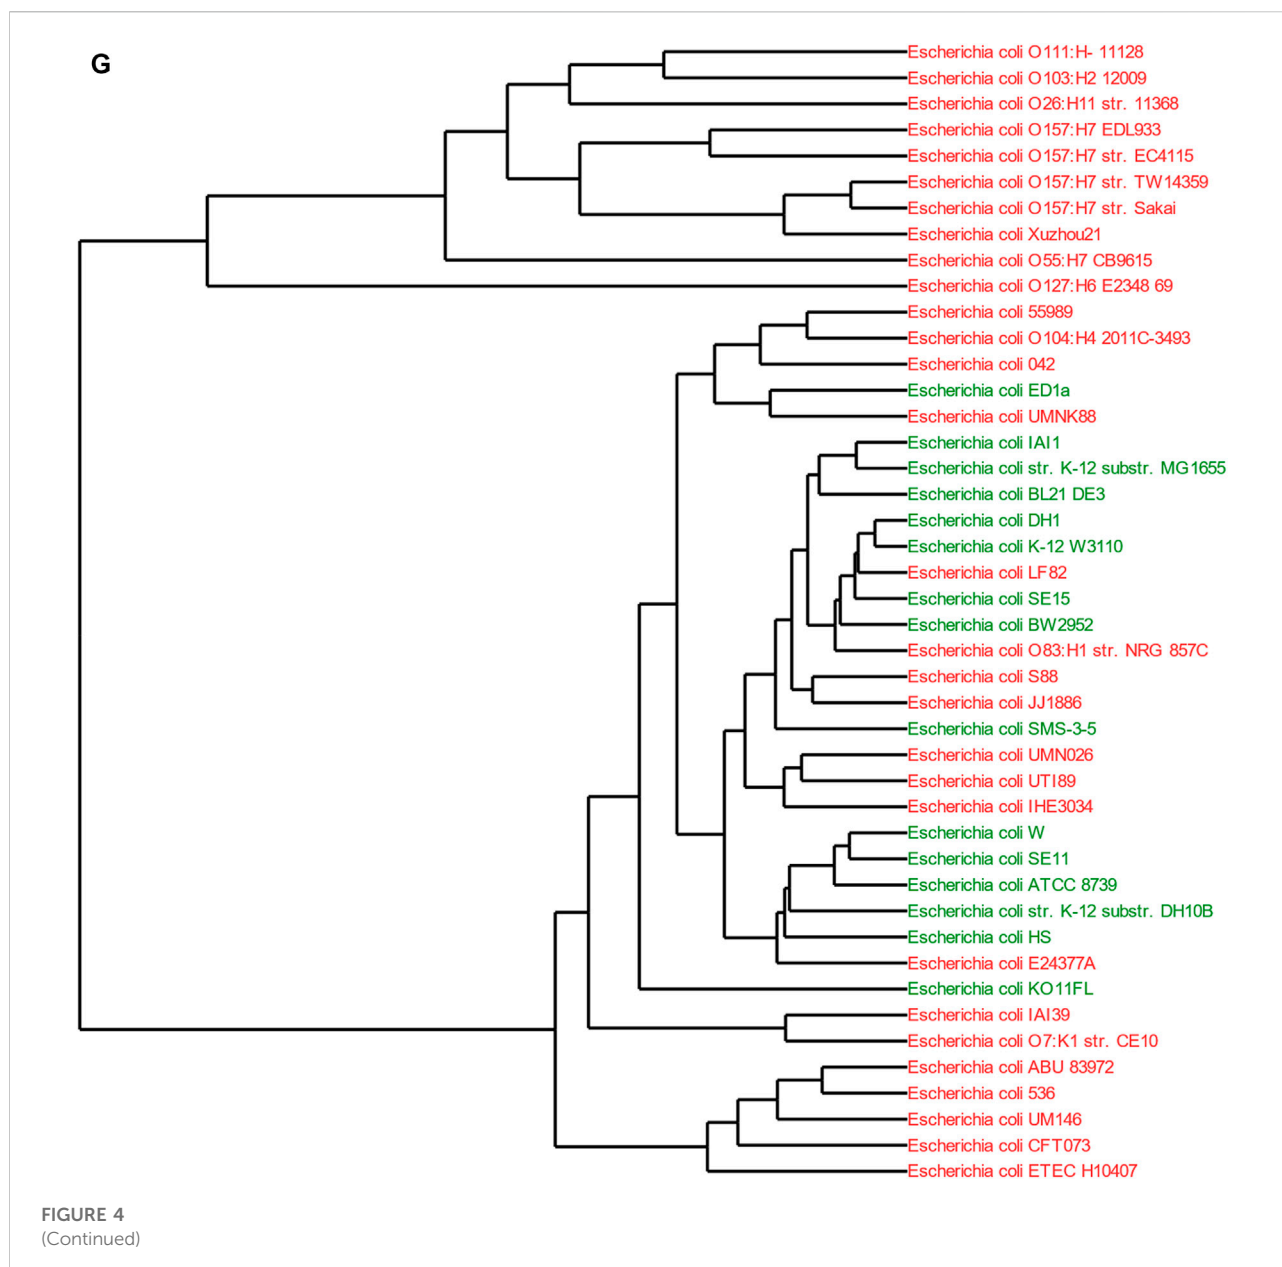 G
Escherichia coli O111:H- 11128
Escherichia coli O103:H2 12009
Escherichia coli O26:H11 str. 11368
Escherichia coli O157:H7 EDL933
Escherichia coli O157:H7 str. EC4115
Escherichia coli O157:H7 str. TW14359
Escherichia coli O157:H7 str. Sakai
Escherichia coli Xuzhou21
Escherichia coli O55:H7 CB9615
Escherichia coli O127:H6 E2348 69
Escherichia coli 55989
Escherichia coli O104:H4 2011C-3493
Escherichia coli 042
Escherichia coli ED1a
Escherichia coli UMNK88
Escherichia coli IAI1
Escherichia coli str. K-12 substr. MG1655
Escherichia coli BL21 DE3
Escherichia coli DH1
Escherichia coli K-12 W3110
Escherichia coli LF82
Escherichia coli SE15
Escherichia coli BW2952
Escherichia coli O83:H1 str. NRG 857C
Escherichia coli S88
Escherichia coli JJ1886
Escherichia coli SMS-3-5
Escherichia coli UMN026
Escherichia coli UTI89
Escherichia coli IHE3034
Escherichia coli W
Escherichia coli SE11
Escherichia coli ATCC 8739
Escherichia coli str. K-12 substr. DH10B
Escherichia coli HS
Escherichia coli E24377A
Escherichia coli KO11FL
Escherichia coli IAI39
Escherichia coli O7:K1 str. CE10
Escherichia coli ABU 83972
Escherichia coli 536
Escherichia coli UM146
Escherichia coli CFT073
Escherichia coli ETEC H10407
FIGURE 4
(Continued)